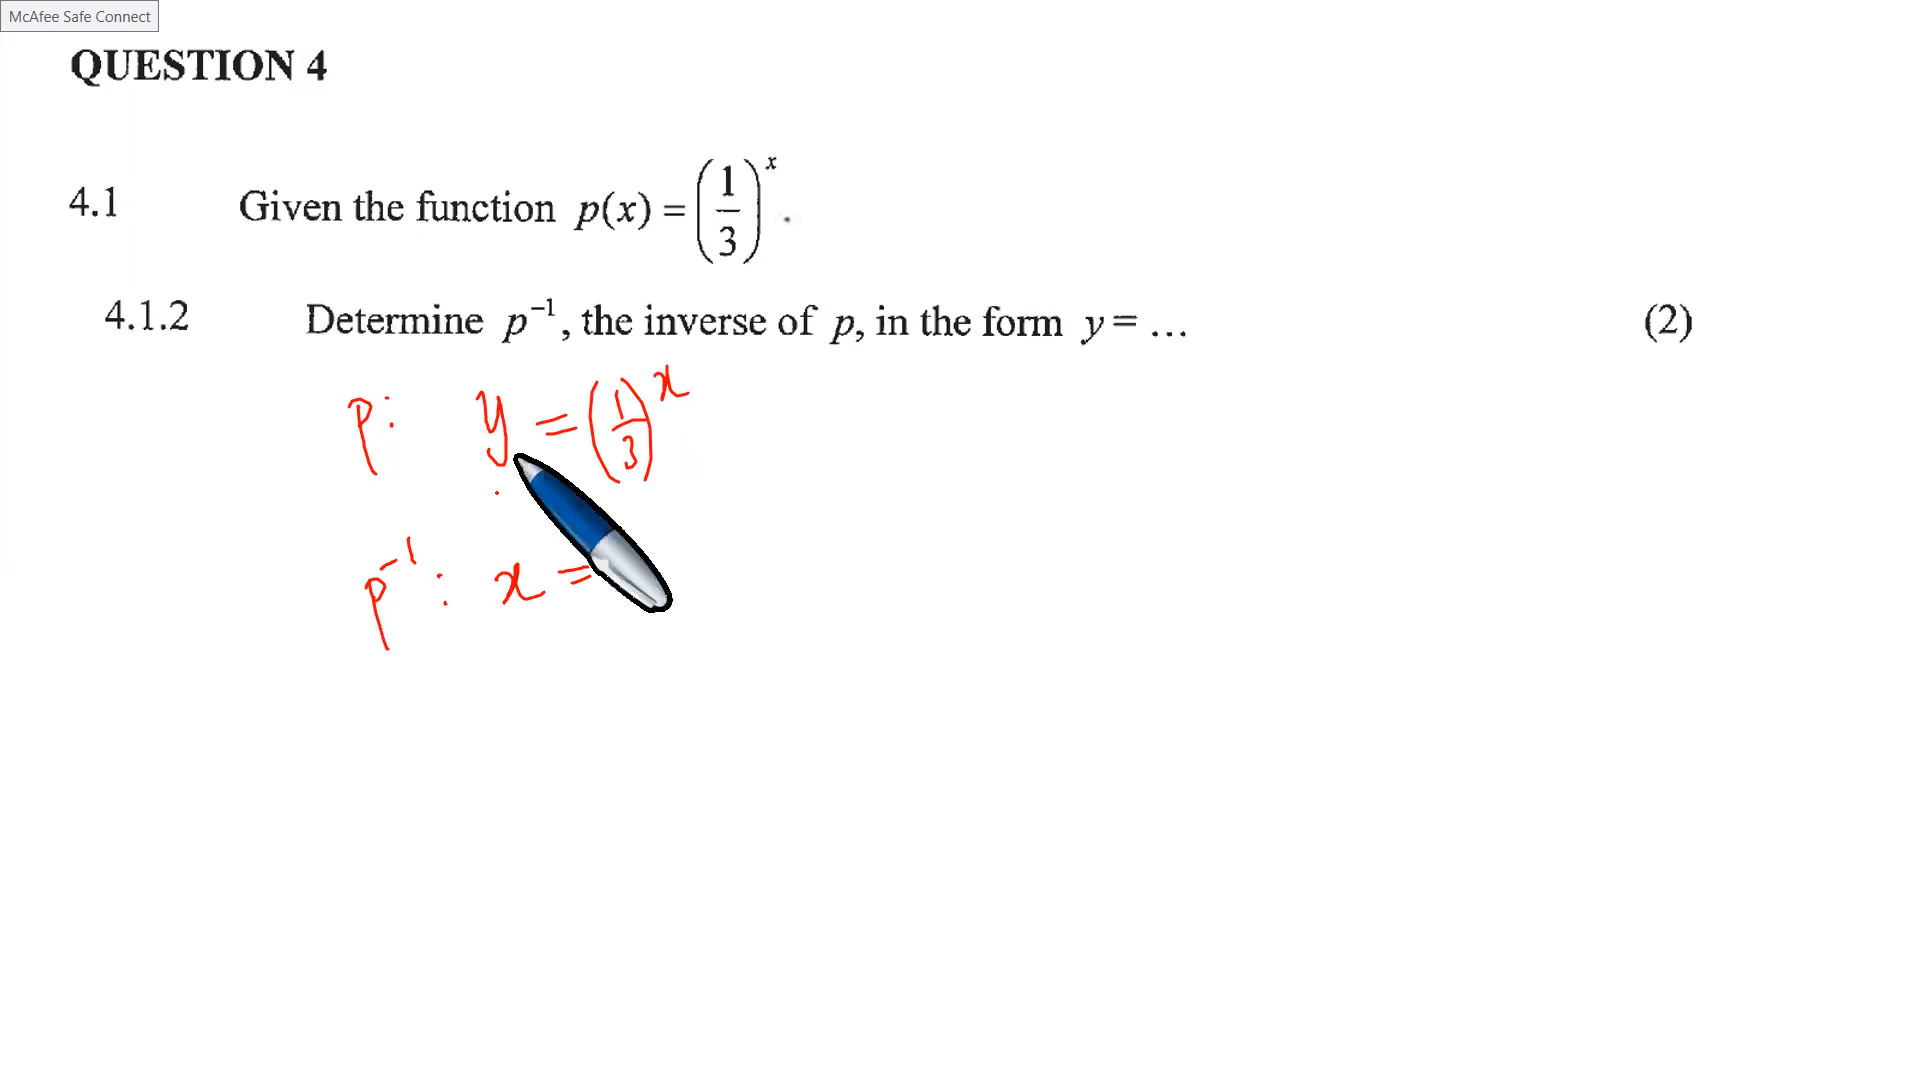 McAfee Safe Connect
QUESTION 4
4.1 Given the function p(x) = (1/3)^x .
4.1.2 Determine p⁻¹, the inverse of p, in the form y = ... (2)
p: y = (1/3)^x
p⁻¹: x =